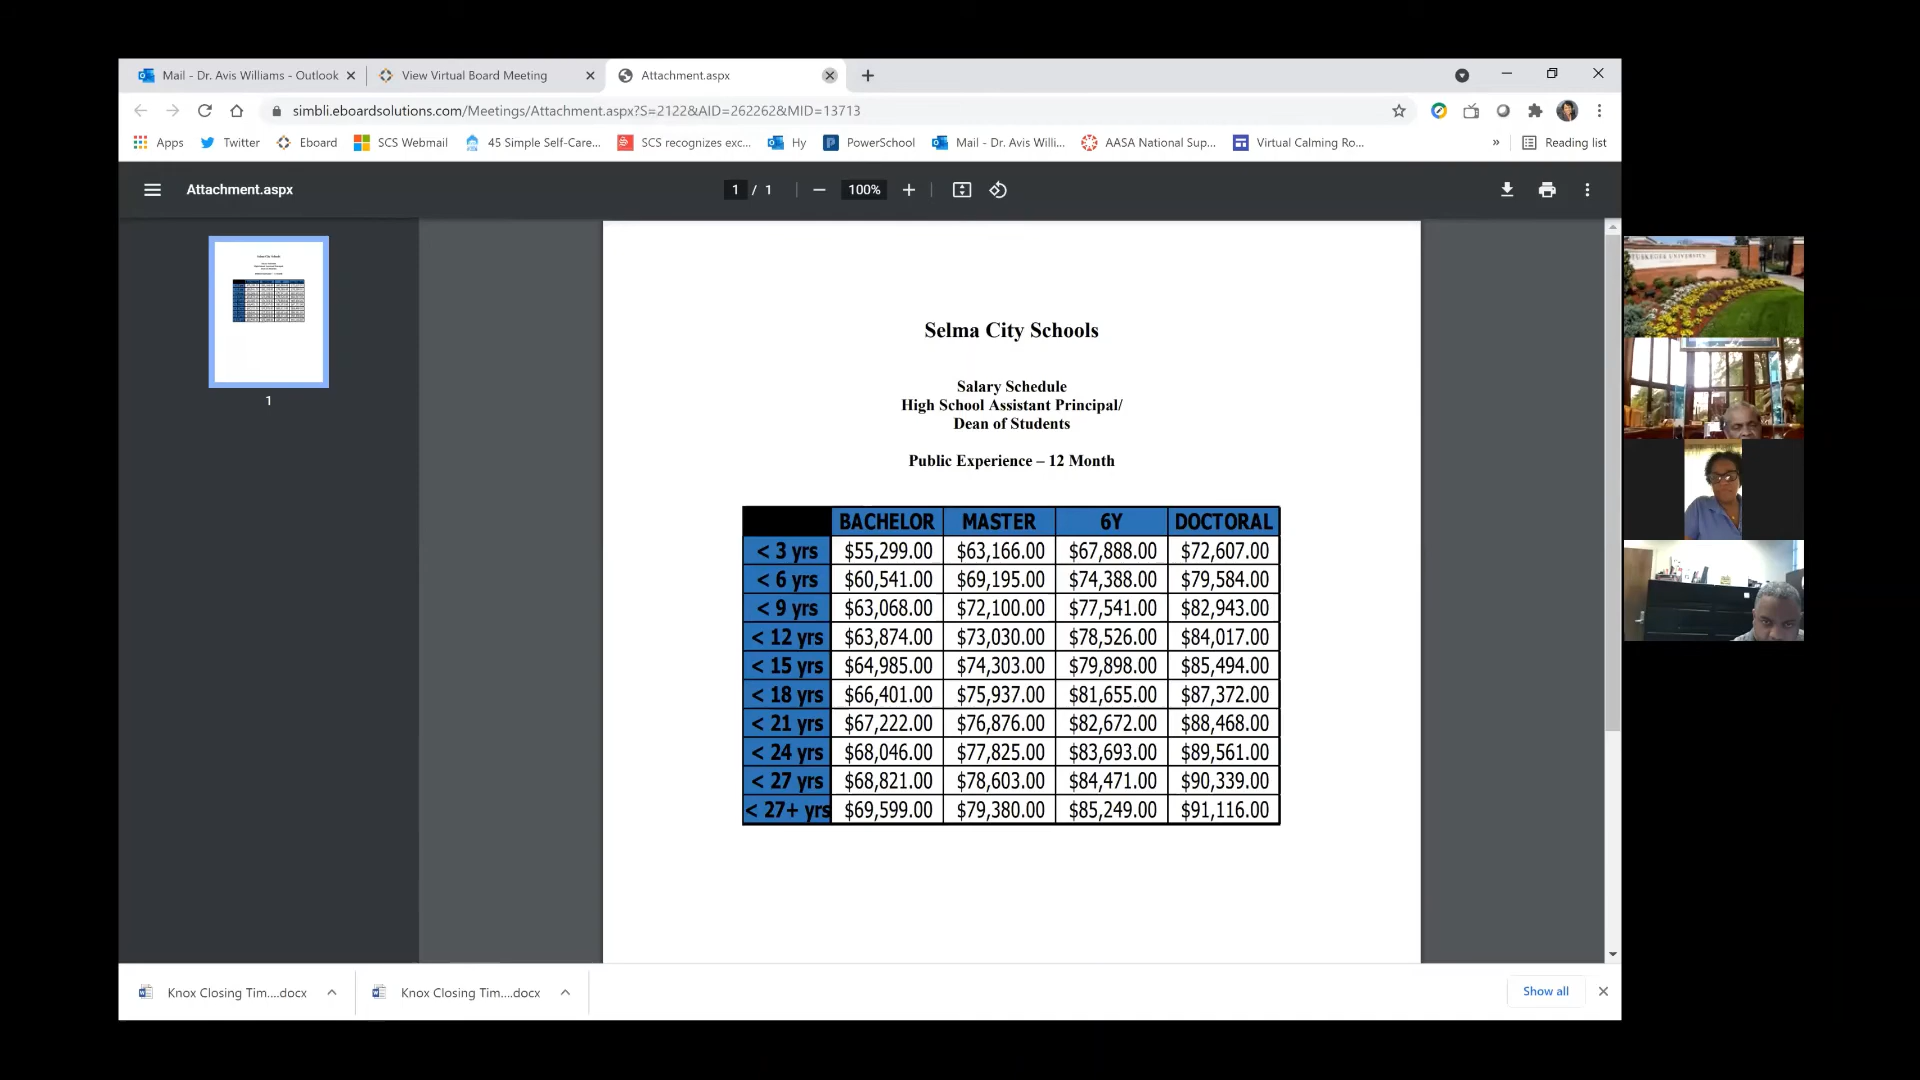 Mail - Dr. Avis Williams - Outlook
View Virtual Board Meeting
Attachment.aspx
simbli.eboardsolutions.com/Meetings/Attachment.aspx?S=2122&AID=262262&MID=13713
Apps
Twitter
Eboard
SCS Webmail
45 Simple Self-Care...
SCS recognizes exc...
Hy
PowerSchool
Mail - Dr. Avis Willi...
AASA National Sup...
Virtual Calming Ro...
»
Reading list
Attachment.aspx
1 / 1
100%
1
Selma City Schools
Salary Schedule
High School Assistant Principal/
Dean of Students
Public Experience – 12 Month
BACHELOR MASTER 6Y DOCTORAL
< 3 yrs $55,299.00 $63,166.00 $67,888.00 $72,607.00
< 6 yrs $60,541.00 $69,195.00 $74,388.00 $79,584.00
< 9 yrs $63,068.00 $72,100.00 $77,541.00 $82,943.00
< 12 yrs $63,874.00 $73,030.00 $78,526.00 $84,017.00
< 15 yrs $64,985.00 $74,303.00 $79,898.00 $85,494.00
< 18 yrs $66,401.00 $75,937.00 $81,655.00 $87,372.00
< 21 yrs $67,222.00 $76,876.00 $82,672.00 $88,468.00
< 24 yrs $68,046.00 $77,825.00 $83,693.00 $89,561.00
< 27 yrs $68,821.00 $78,603.00 $84,471.00 $90,339.00
< 27+ yrs $69,599.00 $79,380.00 $85,249.00 $91,116.00
TUSKEGEE UNIVERSITY
Knox Closing Tim....docx
Knox Closing Tim....docx
Show all